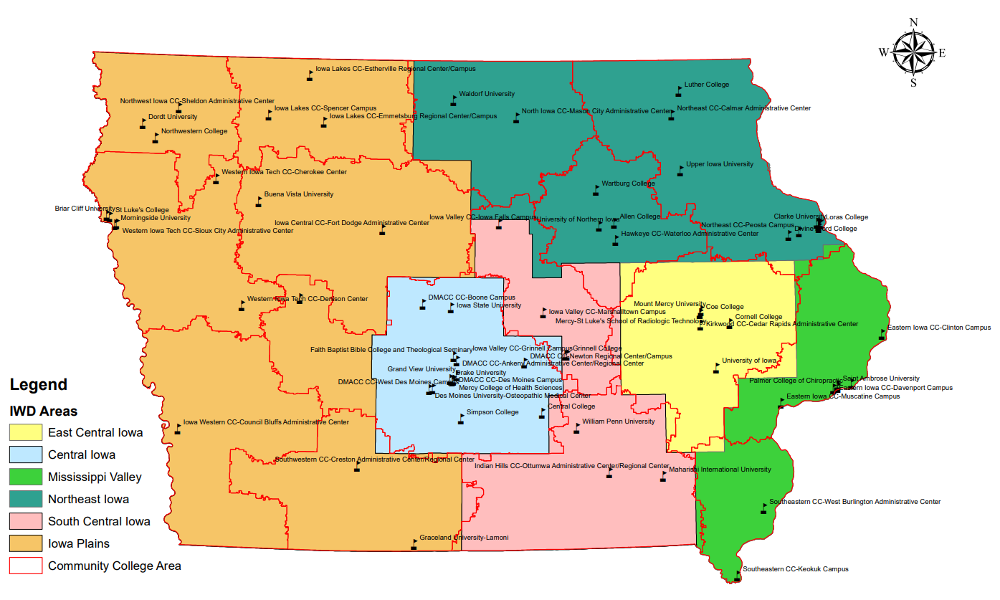 N
W
E
S
Iowa Lakes CC-Estherville Regional Center/Campus
Luther College
Waldorf University
Northwest Iowa CC-Sheldon Administrative Center
Iowa Lakes CC-Spencer Campus
Northeast CC-Calmar Administrative Center
North Iowa CC-Mason City Administrative Center
Dordt University
Iowa Lakes CC-Emmetsburg Regional Center/Campus
Northwestern College
Upper Iowa University
Western Iowa Tech CC-Cherokee Center
Wartburg College
Buena Vista University
Briar Cliff University
St Luke's College
Morningside University
Iowa Valley CC-Iowa Falls Campus
University of Northern Iowa
Allen College
Clarke University
Loras College
Iowa Central CC-Fort Dodge Administrative Center
Northeast CC-Peosta Campus
Western Iowa Tech CC-Sioux City Administrative Center
Hawkeye CC-Waterloo Administrative Center
College
DMACC CC-Boone Campus
Western Iowa Tech CC-Denison Center
Iowa State University
Mount Mercy University
Coe College
Iowa Valley CC-Marshalltown Campus
Cornell College
Mercy-St Luke's School of Radiologic Technology
Kirkwood CC-Cedar Rapids Administrative Center
Eastern Iowa CC-Clinton Campus
Faith Baptist Bible College and Theological Seminary
Iowa Valley CC-Grinnell Campus
Grinnell College
DMACC CC-Newton Regional Center/Campus
DMACC CC-Ankeny Administrative Center/Regional Center
University of Iowa
Grand View University
Drake University
DMACC CC-West Des Moines Campus
DMACC CC-Des Moines Campus
Palmer College of Chiropractic
Saint Ambrose University
Mercy College of Health Sciences
Eastern Iowa CC-Davenport Campus
Des Moines University-Osteopathic Medical Center
Eastern Iowa CC-Muscatine Campus
Central College
Simpson College
Iowa Western CC-Council Bluffs Administrative Center
William Penn University
Southwestern CC-Creston Administrative Center/Regional Center
Indian Hills CC-Ottumwa Administrative Center/Regional Center
Maharishi International University
Southeastern CC-West Burlington Administrative Center
Graceland University-Lamoni
Southeastern CC-Keokuk Campus
Legend
IWD Areas
East Central Iowa
Central Iowa
Mississippi Valley
Northeast Iowa
South Central Iowa
Iowa Plains
Community College Area